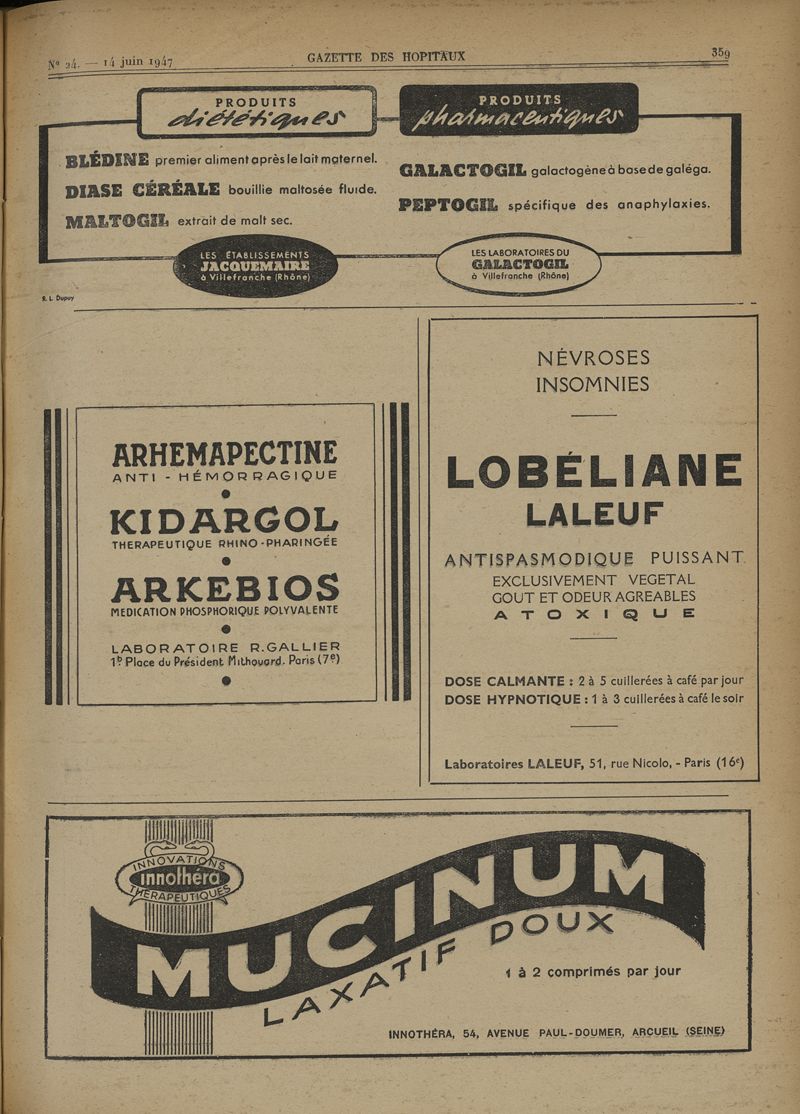 Nº 24. — 14 juin 1947
GAZETTE DES HOPITAUX
359
PRODUITS
diététiques
BLÉDINE premier aliment après le lait maternel.
DIASE CÉRÉALE bouillie maltosée fluide.
MALTOGIL extrait de malt sec.
LES ÉTABLISSEMENTS
JACQUEMAIRE
à Villefranche (Rhône)
PRODUITS
pharmaceutiques
GALACTOGIL galactogène à base de galéga.
PEPTOGIL spécifique des anaphylaxies.
LES LABORATOIRES DU
GALACTOGIL
à Villefranche (Rhône)
R. L. Dupuy
ARHEMAPECTINE
ANTI - HÉMORRAGIQUE
KIDARGOL
THERAPEUTIQUE RHINO-PHARINGÉE
ARKEBIOS
MEDICATION PHOSPHORIQUE POLYVALENTE
LABORATOIRE R. GALLIER
1ᵇ Place du Président Mithouard. Paris (7ᵉ)
NÉVROSES
INSOMNIES
LOBÉLIANE
LALEUF
ANTISPASMODIQUE PUISSANT
EXCLUSIVEMENT VEGETAL
GOUT ET ODEUR AGREABLES
ATOXIQUE
DOSE CALMANTE : 2 à 5 cuillerées à café par jour
DOSE HYPNOTIQUE : 1 à 3 cuillerées à café le soir
Laboratoires LALEUF, 51, rue Nicolo, - Paris (16ᵉ)
INNOVATIONS
innothéra
THÉRAPEUTIQUES
MUCINUM
LAXATIF DOUX
1 à 2 comprimés par jour
INNOTHÉRA, 54, AVENUE PAUL-DOUMER, ARCUEIL (SEINE)